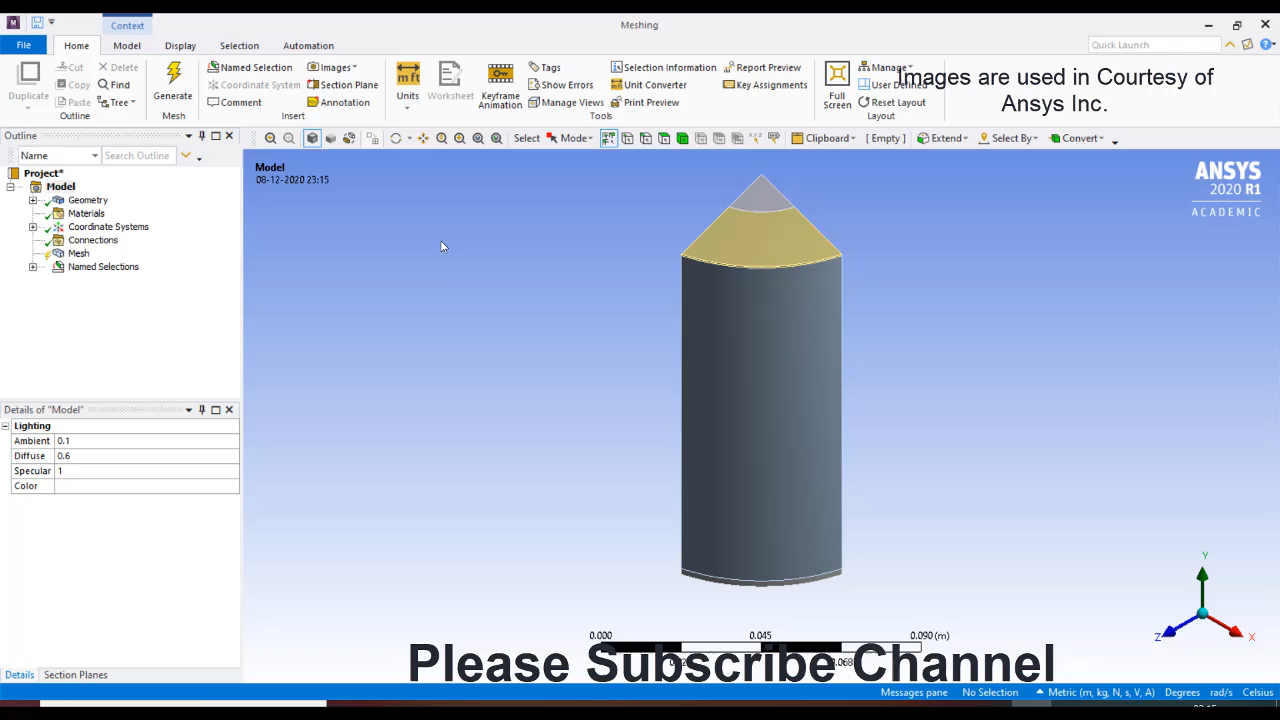 Context
Meshing
File
Home
Model
Display
Selection
Automation
Quick Launch
Duplicate
Cut
Copy
Paste
Delete
Find
Tree
Outline
Generate
Mesh
Named Selection
Coordinate System
Comment
Images
Section Plane
Annotation
Insert
m ft
Units
Worksheet
Keyframe
Animation
Tags
Show Errors
Manage Views
Selection Information
Unit Converter
Print Preview
Report Preview
Key Assignments
Tools
Full
Screen
Manage
User Defined
Reset Layout
Layout
Images are used in Courtesy of
Ansys Inc.
Outline
Name
Search Outline
Select
Mode
Clipboard
[ Empty ]
Extend
Select By
Convert
Project*
Model
Geometry
Materials
Coordinate Systems
Connections
Mesh
Named Selections
Details of "Model"
Lighting
Ambient 0.1
Diffuse 0.6
Specular 1
Color
Details
Section Planes
Model
08-12-2020 23:15
ANSYS
2020 R1
ACADEMIC
Y
Z
X
0.000
0.045
0.090 (m)
Please Subscribe Channel
Messages pane
No Selection
Metric (m, kg, N, s, V, A)
Degrees
rad/s
Celsius